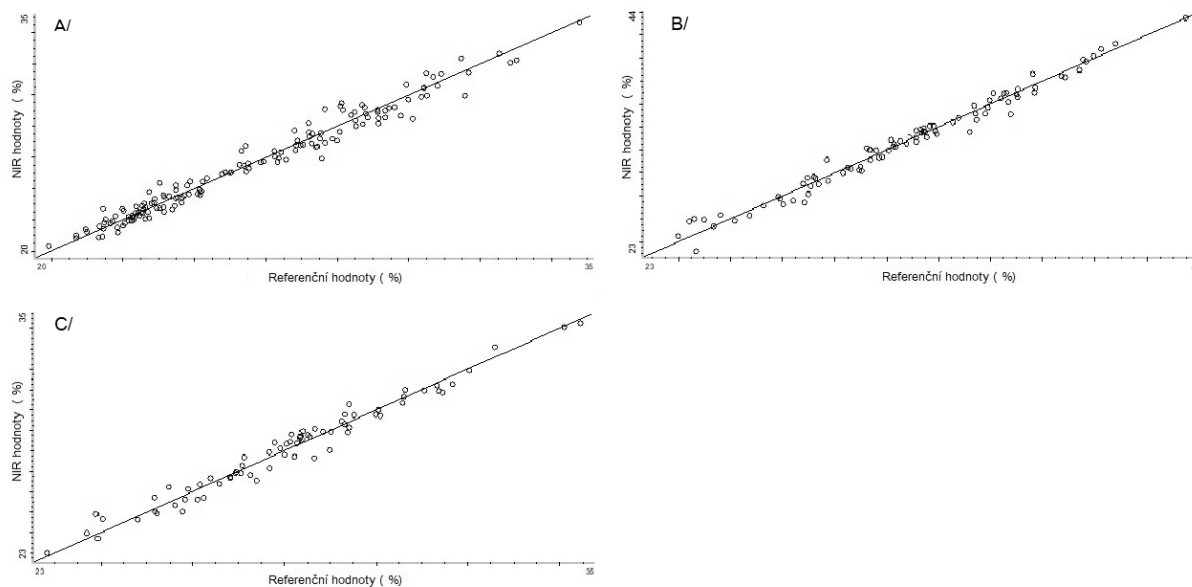 A/
35
NIR hodnoty ( %)
20
20
35
Referenční hodnoty ( %)
B/
44
NIR hodnoty ( %)
23
23
Referenční hodnoty ( %)
C/
35
NIR hodnoty ( %)
23
23
35
Referenční hodnoty ( %)